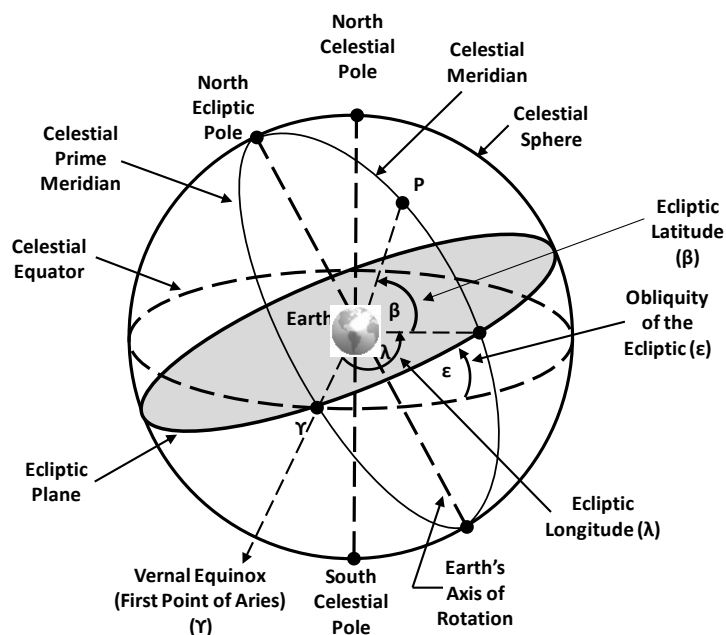 North
Celestial
Pole
Celestial
Meridian
North
Ecliptic
Pole
Celestial
Sphere
Celestial
Prime
Meridian
P
Ecliptic
Latitude
(β)
Celestial
Equator
Earth
β
Obliquity
of the
Ecliptic (ε)
λ
ε
ϒ
Ecliptic
Plane
Ecliptic
Longitude (λ)
Vernal Equinox
(First Point of Aries)
(ϒ)
South
Celestial
Pole
Earth's
Axis of
Rotation